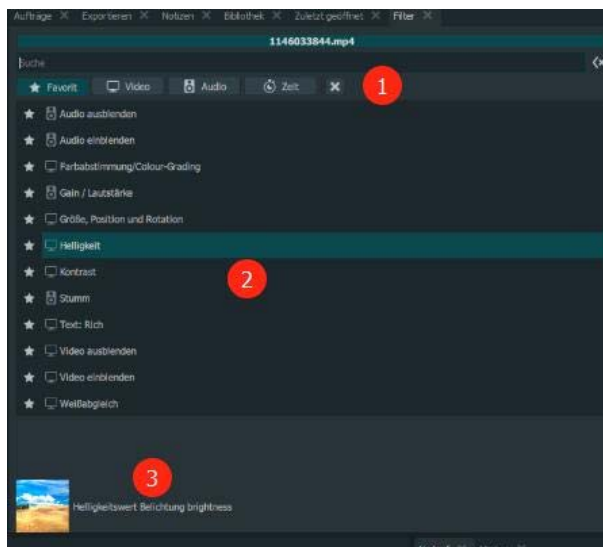 Aufträge Exportieren Notizen Bibliothek Zuletzt geöffnet Filter
1146033844.mp4
Suche
Favorit Video Audio Zeit 1
Audio ausblenden
Audio einblenden
Farbabstimmung/Colour-Grading
Gain / Lautstärke
Größe, Position und Rotation
Helligkeit
Kontrast
2
Stumm
Text: Rich
Video ausblenden
Video einblenden
Weißabgleich
3
Helligkeitswert Belichtung brightness